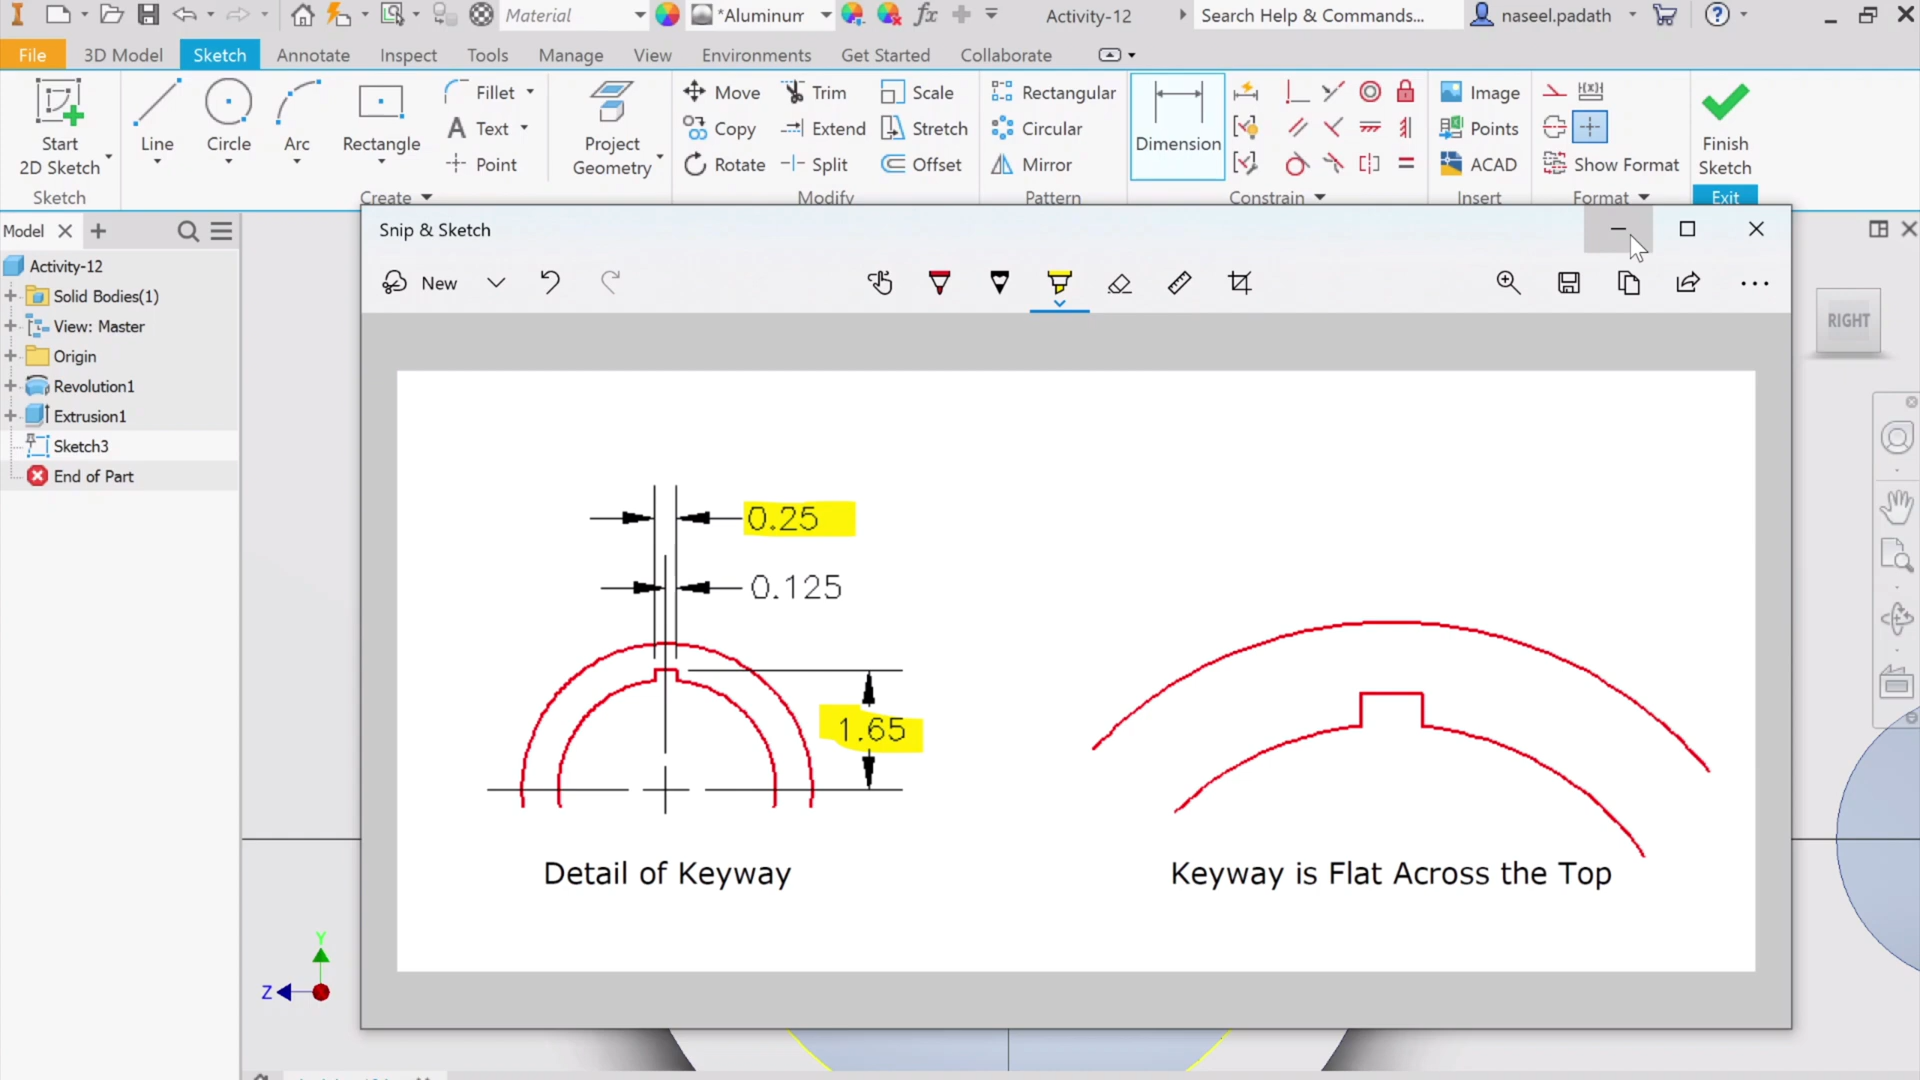 Material
*Aluminum
fx
Activity-12
Search Help & Commands...
naseel.padath
File
3D Model
Sketch
Annotate
Inspect
Tools
Manage
View
Environments
Get Started
Collaborate
Start
2D Sketch
Line
Circle
Arc
Rectangle
Fillet
A Text
Point
Project
Geometry
Move
Copy
Rotate
Trim
Extend
Split
Scale
Stretch
Offset
Rectangular
Circular
Mirror
Dimension
Image
Points
ACAD
Show Format
Finish
Sketch
Sketch
Create
Modify
Pattern
Constrain
Insert
Format
Exit
Model
Activity-12
Solid Bodies(1)
View: Master
Origin
Revolution1
Extrusion1
Sketch3
End of Part
Snip & Sketch
New
RIGHT
0.25
0.125
1.65
Detail of Keyway
Keyway is Flat Across the Top
Y
Z